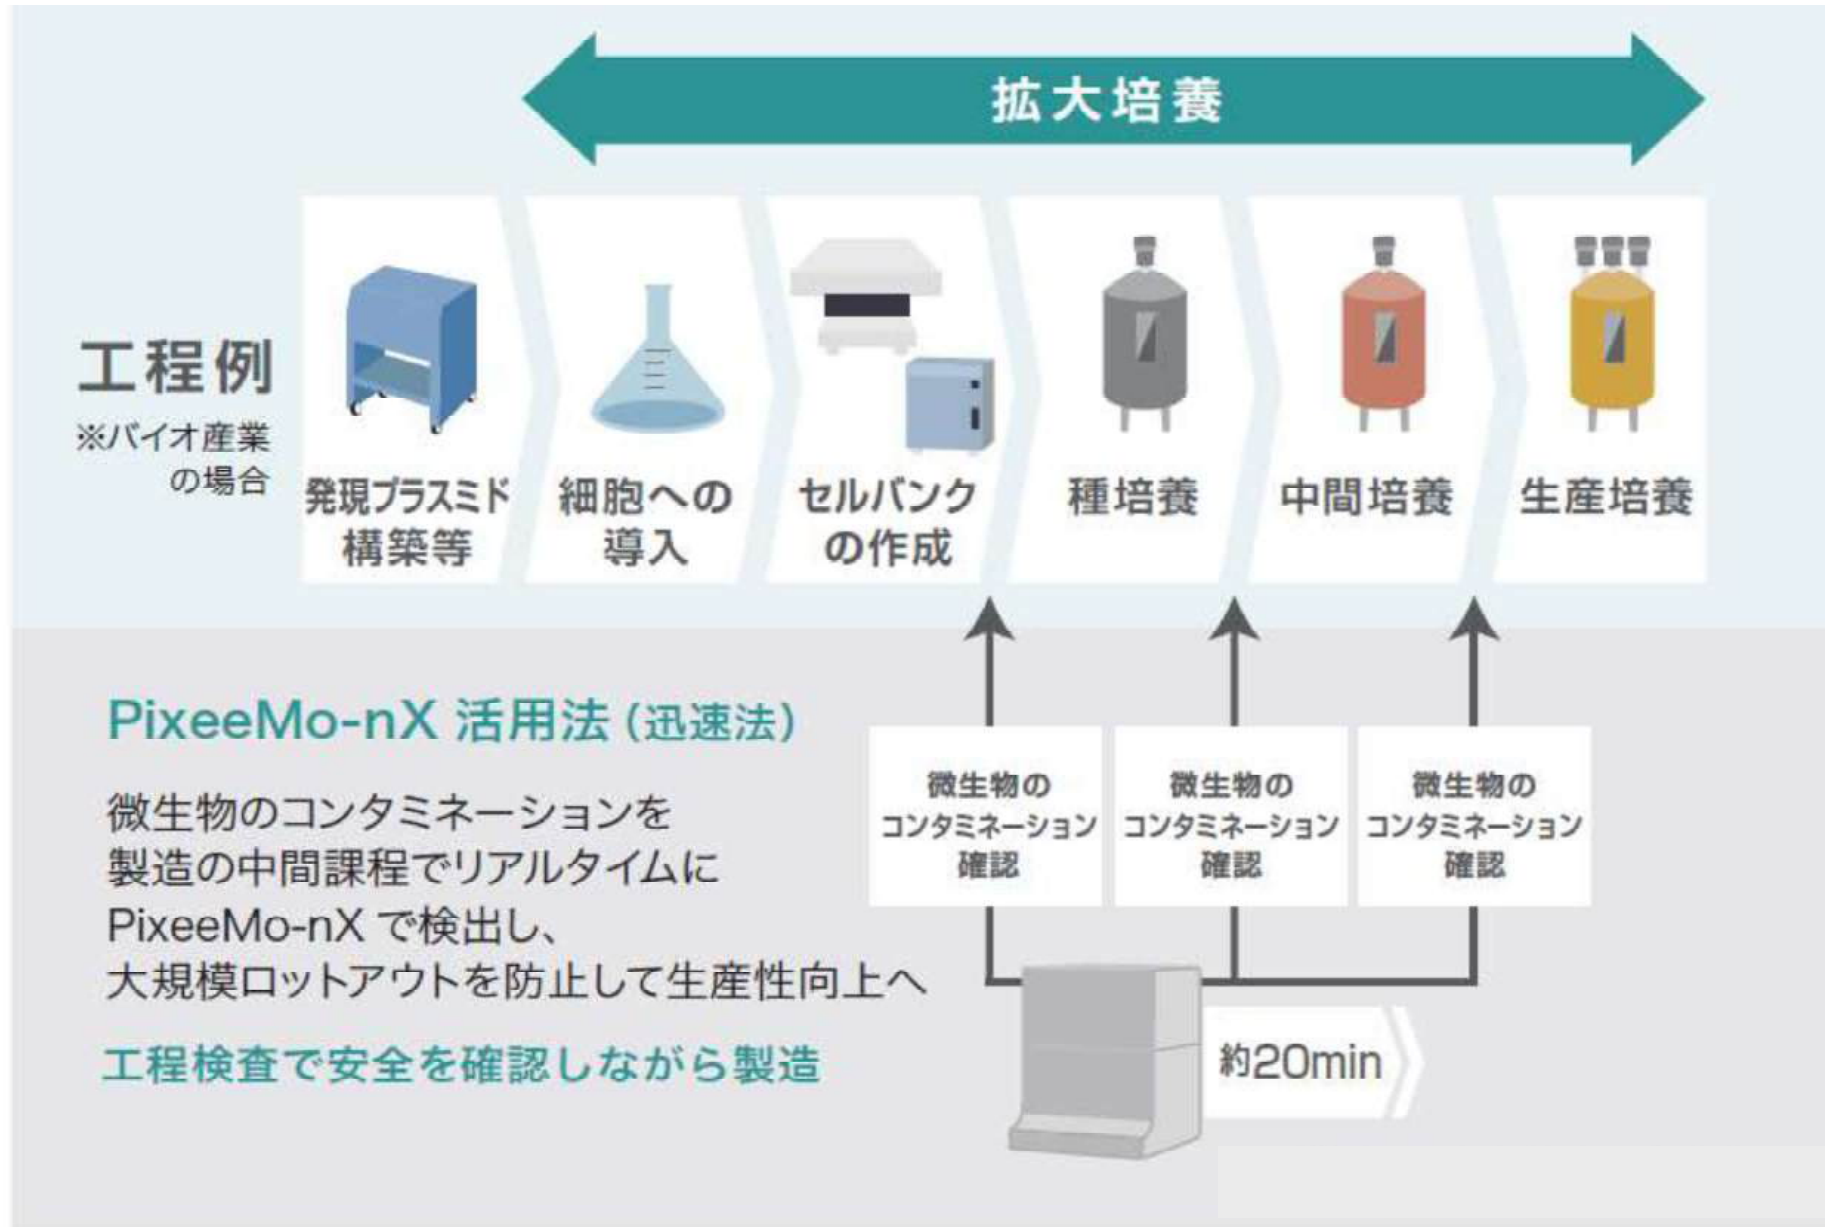 拡大培養
工程例
※バイオ産業
の場合
発現プラスミド
構築等
細胞への
導入
セルバンク
の作成
種培養
中間培養
生産培養
PixeeMo-nX 活用法（迅速法）
微生物のコンタミネーションを
製造の中間課程でリアルタイムに
PixeeMo-nX で検出し、
大規模ロットアウトを防止して生産性向上へ
工程検査で安全を確認しながら製造
微生物の
コンタミネーション
確認
微生物の
コンタミネーション
確認
微生物の
コンタミネーション
確認
約20min